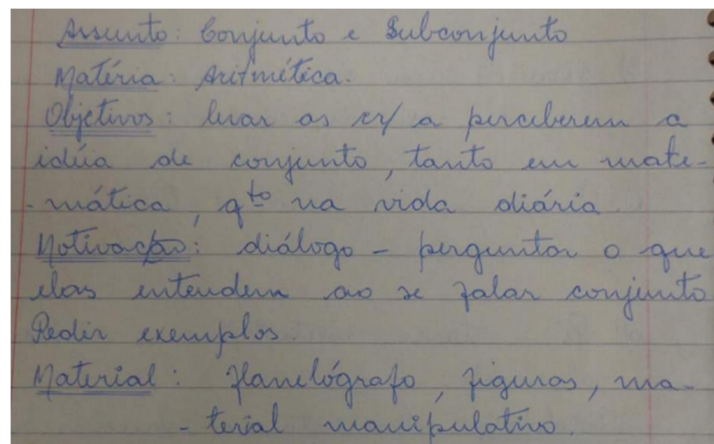 Assunto: Conjunto e Subconjunto
Matéria: Aritmética.
Objetivos: levar as cr/ a perceberem a
idéia de conjunto, tanto em mate-
-mática, qto na vida diária.
Motivação: diálogo - perguntar o que
elas entendem ao se falar conjunto
Pedir exemplos.
Material: flanelógrafo, figuras, ma-
- terial manipulativo.